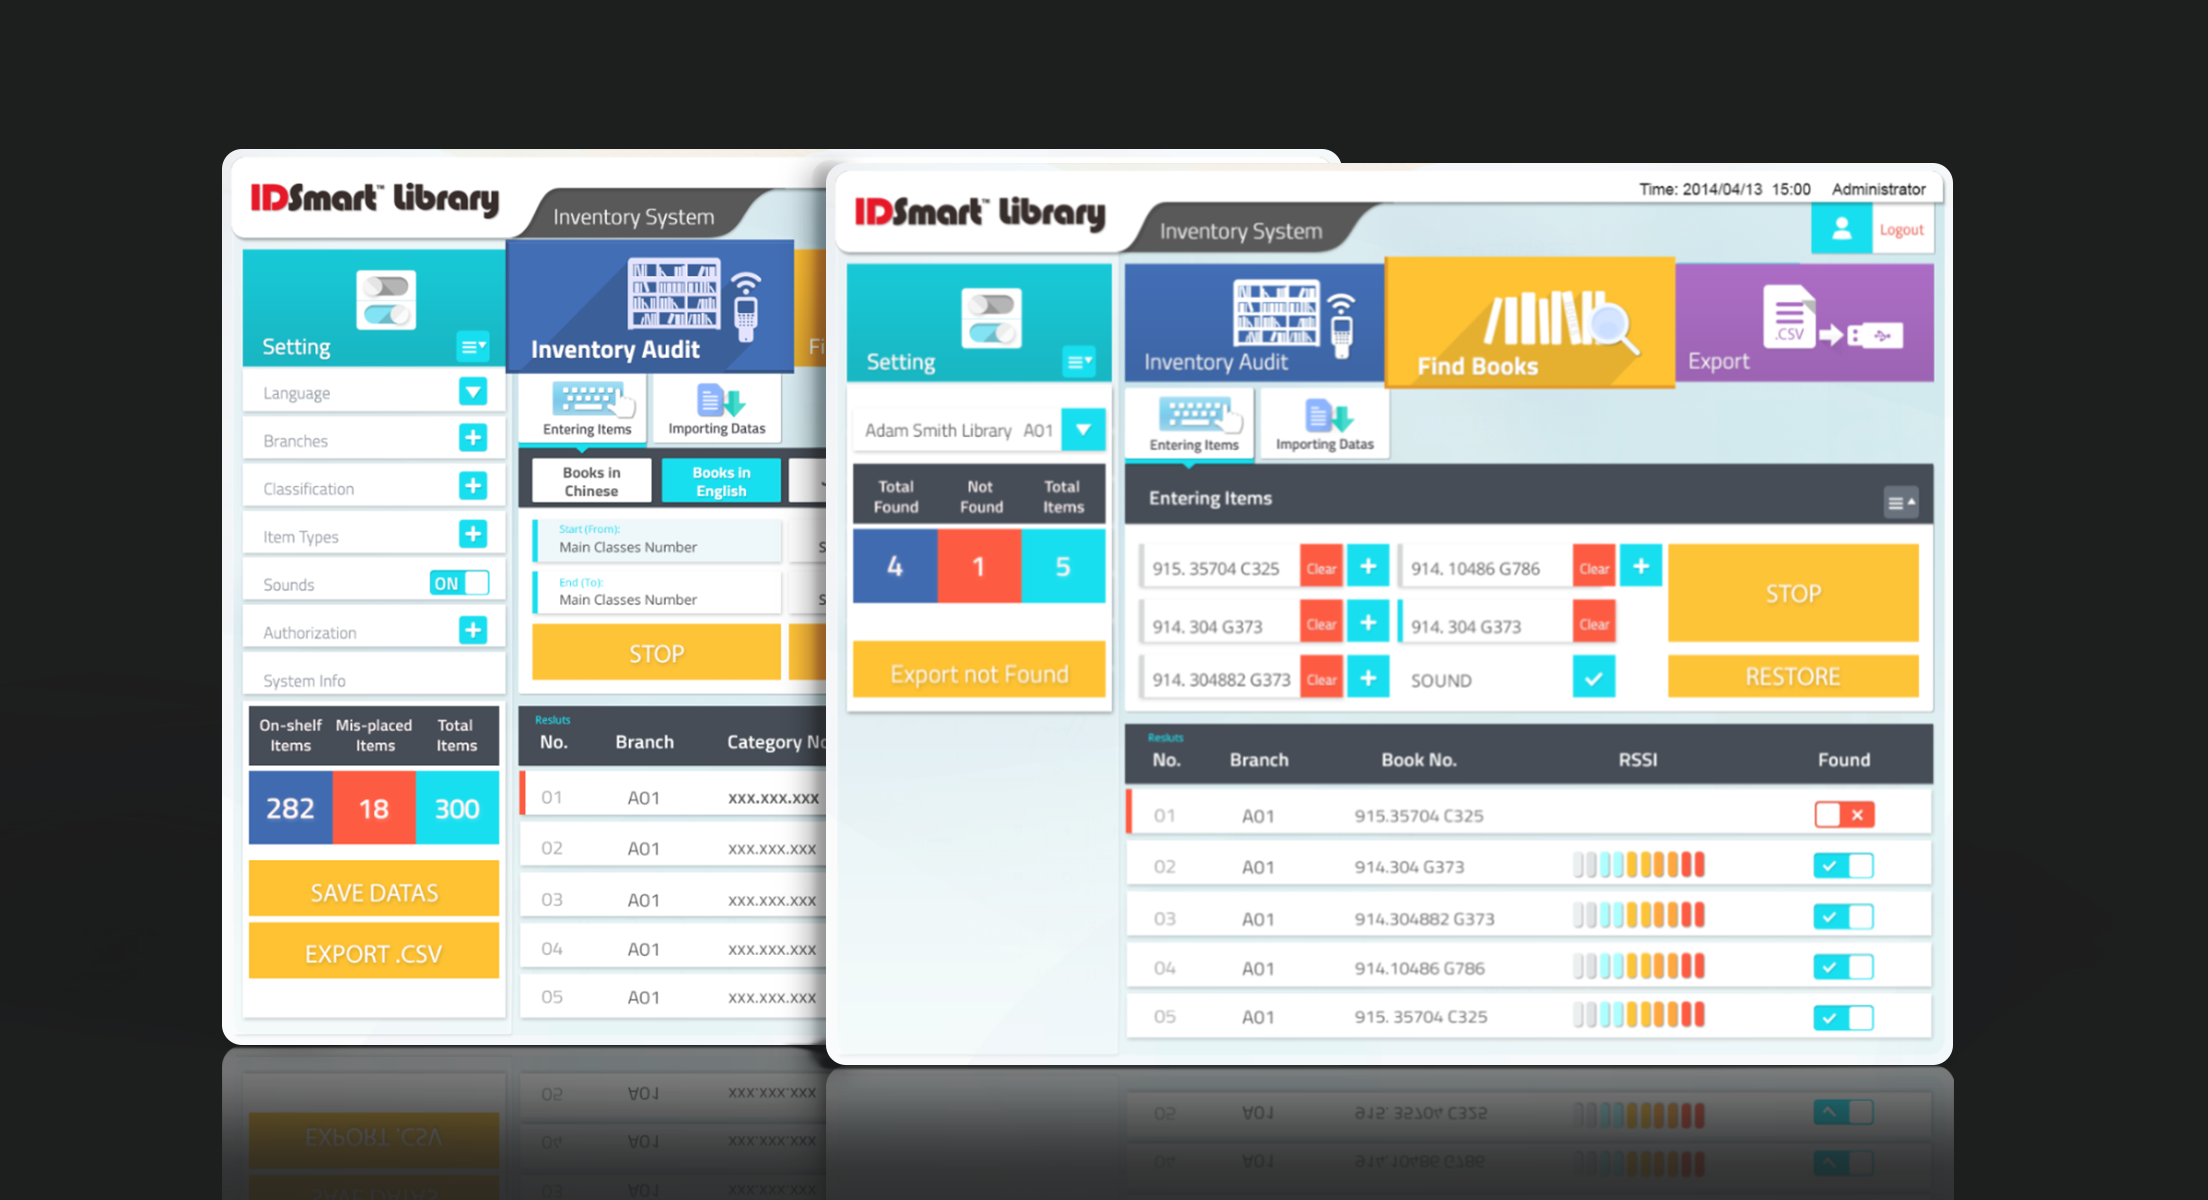 IDSmart™ Library
Inventory System
Setting
Inventory Audit
Fi
Language
Branches
Classification
Item Types
Sounds ON
Authorization
System Info
Entering Items
Importing Datas
Books in Chinese
Books in English
Start (From):
Main Classes Number
S
End (To):
Main Classes Number
S
STOP
On-shelf Items
Mis-placed Items
Total Items
282 18 300
SAVE DATAS
EXPORT .CSV
Resluts
No. Branch Category No
01 A01 xxx.xxx.xxx
02 A01 xxx.xxx.xxx
03 A01 xxx.xxx.xxx
04 A01 xxx.xxx.xxx
05 A01 xxx.xxx.xxx
IDSmart™ Library
Inventory System
Time: 2014/04/13 15:00 Administrator
Logout
Setting
Inventory Audit
Find Books
.CSV
Export
Adam Smith Library A01
Total Found
Not Found
Total Items
4 1 5
Export not Found
Entering Items
Importing Datas
Entering Items
915. 35704 C325 Clear
914. 10486 G786 Clear
914. 304 G373 Clear
914. 304 G373 Clear
914. 304882 G373 Clear
SOUND
STOP
RESTORE
Resluts
No. Branch Book No. RSSI Found
01 A01 915.35704 C325
02 A01 914.304 G373
03 A01 914.304882 G373
04 A01 914.10486 G786
05 A01 915. 35704 C325